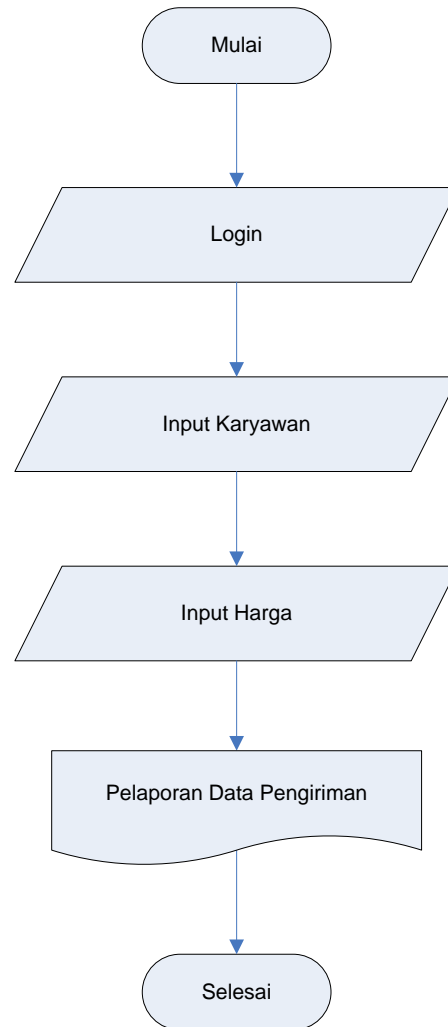 Mulai
Login
Input Karyawan
Input Harga
Pelaporan Data Pengiriman
Selesai